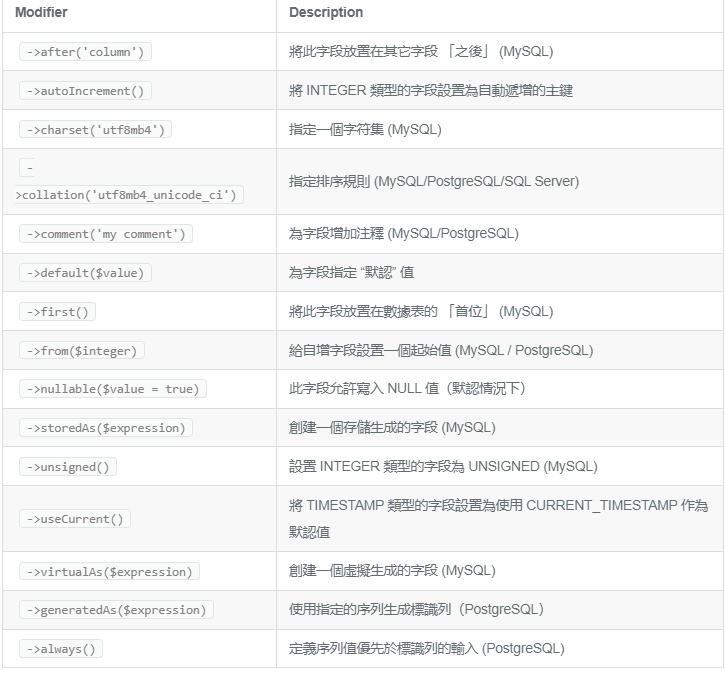 Modifier Description
->after('column') 將此字段放置在其它字段 「之後」 (MySQL)
->autoIncrement() 將 INTEGER 類型的字段設置為自動遞增的主鍵
->charset('utf8mb4') 指定一個字符集 (MySQL)
-
>collation('utf8mb4_unicode_ci') 指定排序規則 (MySQL/PostgreSQL/SQL Server)
->comment('my comment') 為字段增加注釋 (MySQL/PostgreSQL)
->default($value) 為字段指定 “默認” 值
->first() 將此字段放置在數據表的 「首位」 (MySQL)
->from($integer) 給自增字段設置一個起始值 (MySQL / PostgreSQL)
->nullable($value = true) 此字段允許寫入 NULL 值（默認情況下）
->storedAs($expression) 創建一個存儲生成的字段 (MySQL)
->unsigned() 設置 INTEGER 類型的字段為 UNSIGNED (MySQL)
->useCurrent() 將 TIMESTAMP 類型的字段設置為使用 CURRENT_TIMESTAMP 作為
默認值
->virtualAs($expression) 創建一個虛擬生成的字段 (MySQL)
->generatedAs($expression) 使用指定的序列生成標識列（PostgreSQL）
->always() 定義序列值優先於標識列的輸入 (PostgreSQL)